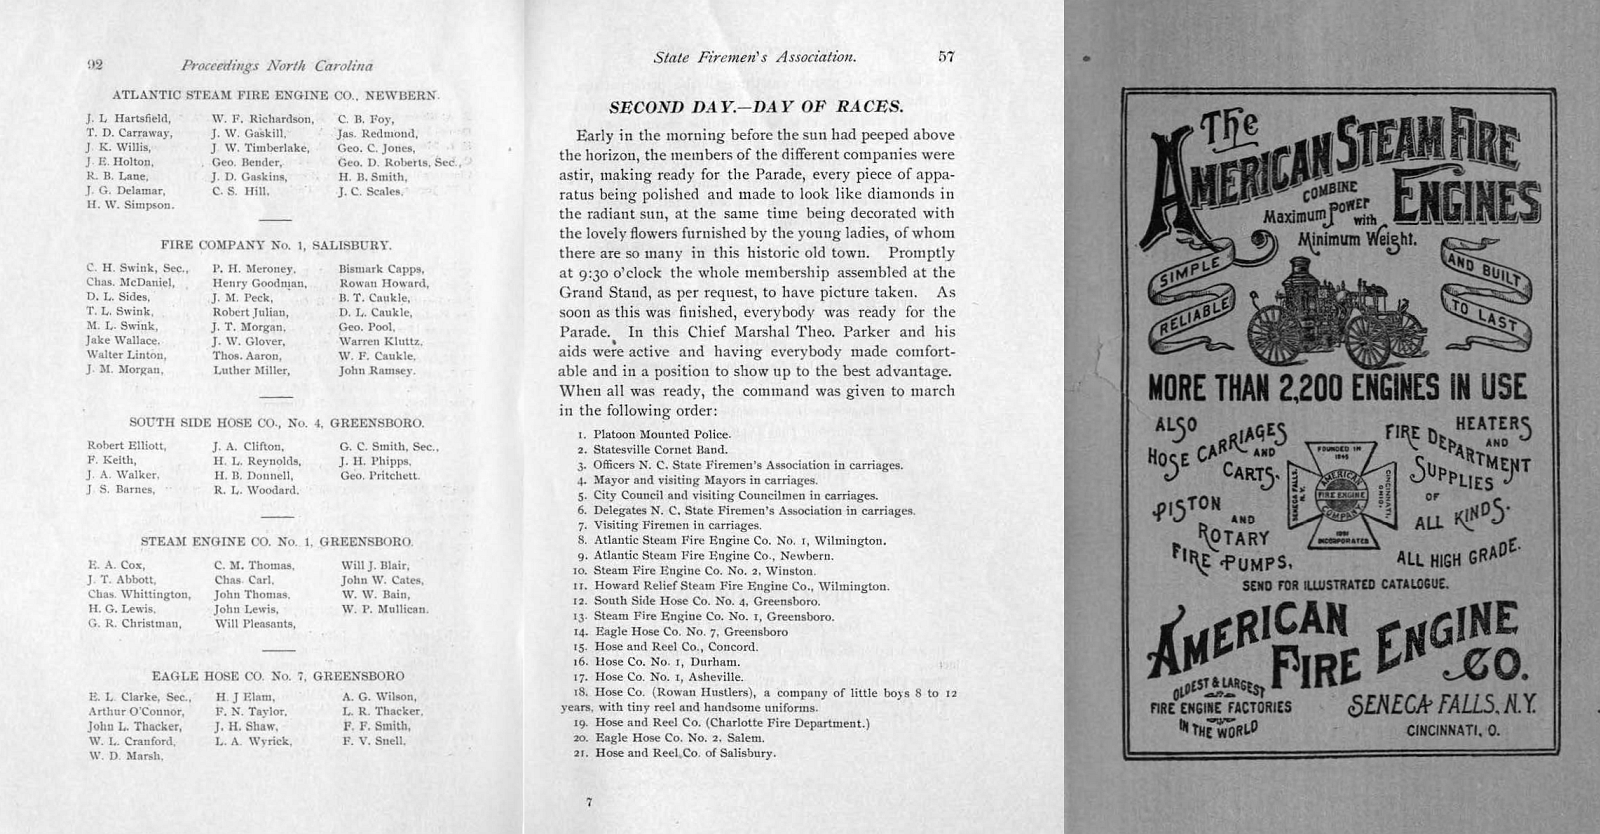 92 Proceedings North Carolina
ATLANTIC STEAM FIRE ENGINE CO., NEWBERN.
J. L Hartsfield, W. F. Richardson, C. B. Foy,
T. D. Carraway, J. W. Gaskill, Jas. Redmond,
J. K. Willis, J. W. Timberlake, Geo. C. Jones,
J. E. Holton, Geo. Bender, Geo. D. Roberts, Sec.,
R. B. Lane, J. D. Gaskins, H. B. Smith,
J. G. Delamar, C. S. Hill, J. C. Scales,
H. W. Simpson.
FIRE COMPANY No. 1, SALISBURY.
C. H. Swink, Sec., P. H. Meroney, Bismark Capps,
Chas. McDaniel, Henry Goodman, Rowan Howard,
D. L. Sides, J. M. Peck, B. T. Caukle,
T. L. Swink, Robert Julian, D. L. Caukle,
M. L. Swink, J. T. Morgan, Geo. Pool,
Jake Wallace, J. W. Glover, Warren Kluttz,
Walter Linton, Thos. Aaron, W. F. Caukle,
J. M. Morgan, Luther Miller, John Ramsey.
SOUTH SIDE HOSE CO., No. 4, GREENSBORO.
Robert Elliott, J. A. Clifton, G. C. Smith, Sec.,
F. Keith, H. L. Reynolds, J. H. Phipps,
J. A. Walker, H. B. Donnell, Geo. Pritchett.
J. S. Barnes, R. L. Woodard.
STEAM ENGINE CO. No. 1, GREENSBORO.
E. A. Cox, C. M. Thomas, Will J. Blair,
J. T. Abbott, Chas. Carl, John W. Cates,
Chas. Whittington, John Thomas, W. W. Bain,
H. G. Lewis, John Lewis, W. P. Mullican.
G. R. Christman, Will Pleasants,
EAGLE HOSE CO. No. 7, GREENSBORO
E. L. Clarke, Sec., H. J Elam, A. G. Wilson,
Arthur O'Connor, F. N. Taylor, L. R. Thacker,
John L. Thacker, J. H. Shaw, F. F. Smith,
W. L. Cranford, L. A. Wyrick, F. V. Snell.
W. D. Marsh,
State Firemen's Association. 57
SECOND DAY.—DAY OF RACES.
Early in the morning before the sun had peeped above
the horizon, the members of the different companies were
astir, making ready for the Parade, every piece of appa-
ratus being polished and made to look like diamonds in
the radiant sun, at the same time being decorated with
the lovely flowers furnished by the young ladies, of whom
there are so many in this historic old town. Promptly
at 9:30 o'clock the whole membership assembled at the
Grand Stand, as per request, to have picture taken. As
soon as this was finished, everybody was ready for the
Parade. In this Chief Marshal Theo. Parker and his
aids were active and having everybody made comfort-
able and in a position to show up to the best advantage.
When all was ready, the command was given to march
in the following order:
1. Platoon Mounted Police.
2. Statesville Cornet Band.
3. Officers N. C. State Firemen's Association in carriages.
4. Mayor and visiting Mayors in carriages.
5. City Council and visiting Councilmen in carriages.
6. Delegates N. C. State Firemen's Association in carriages.
7. Visiting Firemen in carriages.
8. Atlantic Steam Fire Engine Co. No. 1, Wilmington.
9. Atlantic Steam Fire Engine Co., Newbern.
10. Steam Fire Engine Co. No. 2, Winston.
11. Howard Relief Steam Fire Engine Co., Wilmington.
12. South Side Hose Co. No. 4, Greensboro.
13. Steam Fire Engine Co. No. 1, Greensboro.
14. Eagle Hose Co. No. 7, Greensboro
15. Hose and Reel Co., Concord.
16. Hose Co. No. 1, Durham.
17. Hose Co. No. 1, Asheville.
18. Hose Co. (Rowan Hustlers), a company of little boys 8 to 12
years, with tiny reel and handsome uniforms.
19. Hose and Reel Co. (Charlotte Fire Department.)
20. Eagle Hose Co. No. 2, Salem.
21. Hose and Reel Co. of Salisbury.
7
The
AMERICAN STEAM FIRE
ENGINES
COMBINE
Maximum POWER
with
Minimum Weight.
SIMPLE
RELIABLE
AND BUILT
TO LAST
MORE THAN 2,200 ENGINES IN USE
ALSO
HOSE CARRIAGES
AND
CARTS.
PISTON
AND
ROTARY
FIRE PUMPS,
FOUNDED IN
1845
SENECA FALLS, N.Y.
AMERICAN
FIRE ENGINE
COMPANY
CINCINNATI, OHIO.
1891
INCORPORATED
HEATERS
AND
FIRE DEPARTMENT
SUPPLIES
OF
ALL KINDS.
ALL HIGH GRADE.
SEND FOR ILLUSTRATED CATALOGUE.
AMERICAN
FIRE
ENGINE
CO.
OLDEST & LARGEST
FIRE ENGINE FACTORIES
IN THE WORLD
SENECA FALLS, N.Y.
CINCINNATI, O.